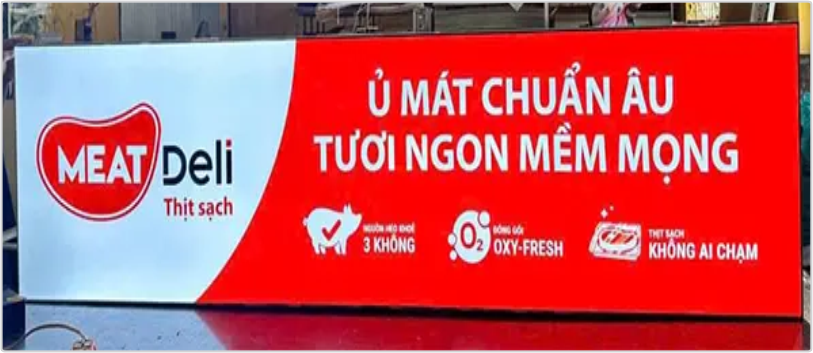 MEAT Deli
Thịt sạch
Ủ MÁT CHUẨN ÂU
TƯƠI NGON MỀM MỌNG
NGUỒN HEO KHOẺ
3 KHÔNG
O₂
ĐÓNG GÓI
OXY-FRESH
THỊT SẠCH
KHÔNG AI CHẠM